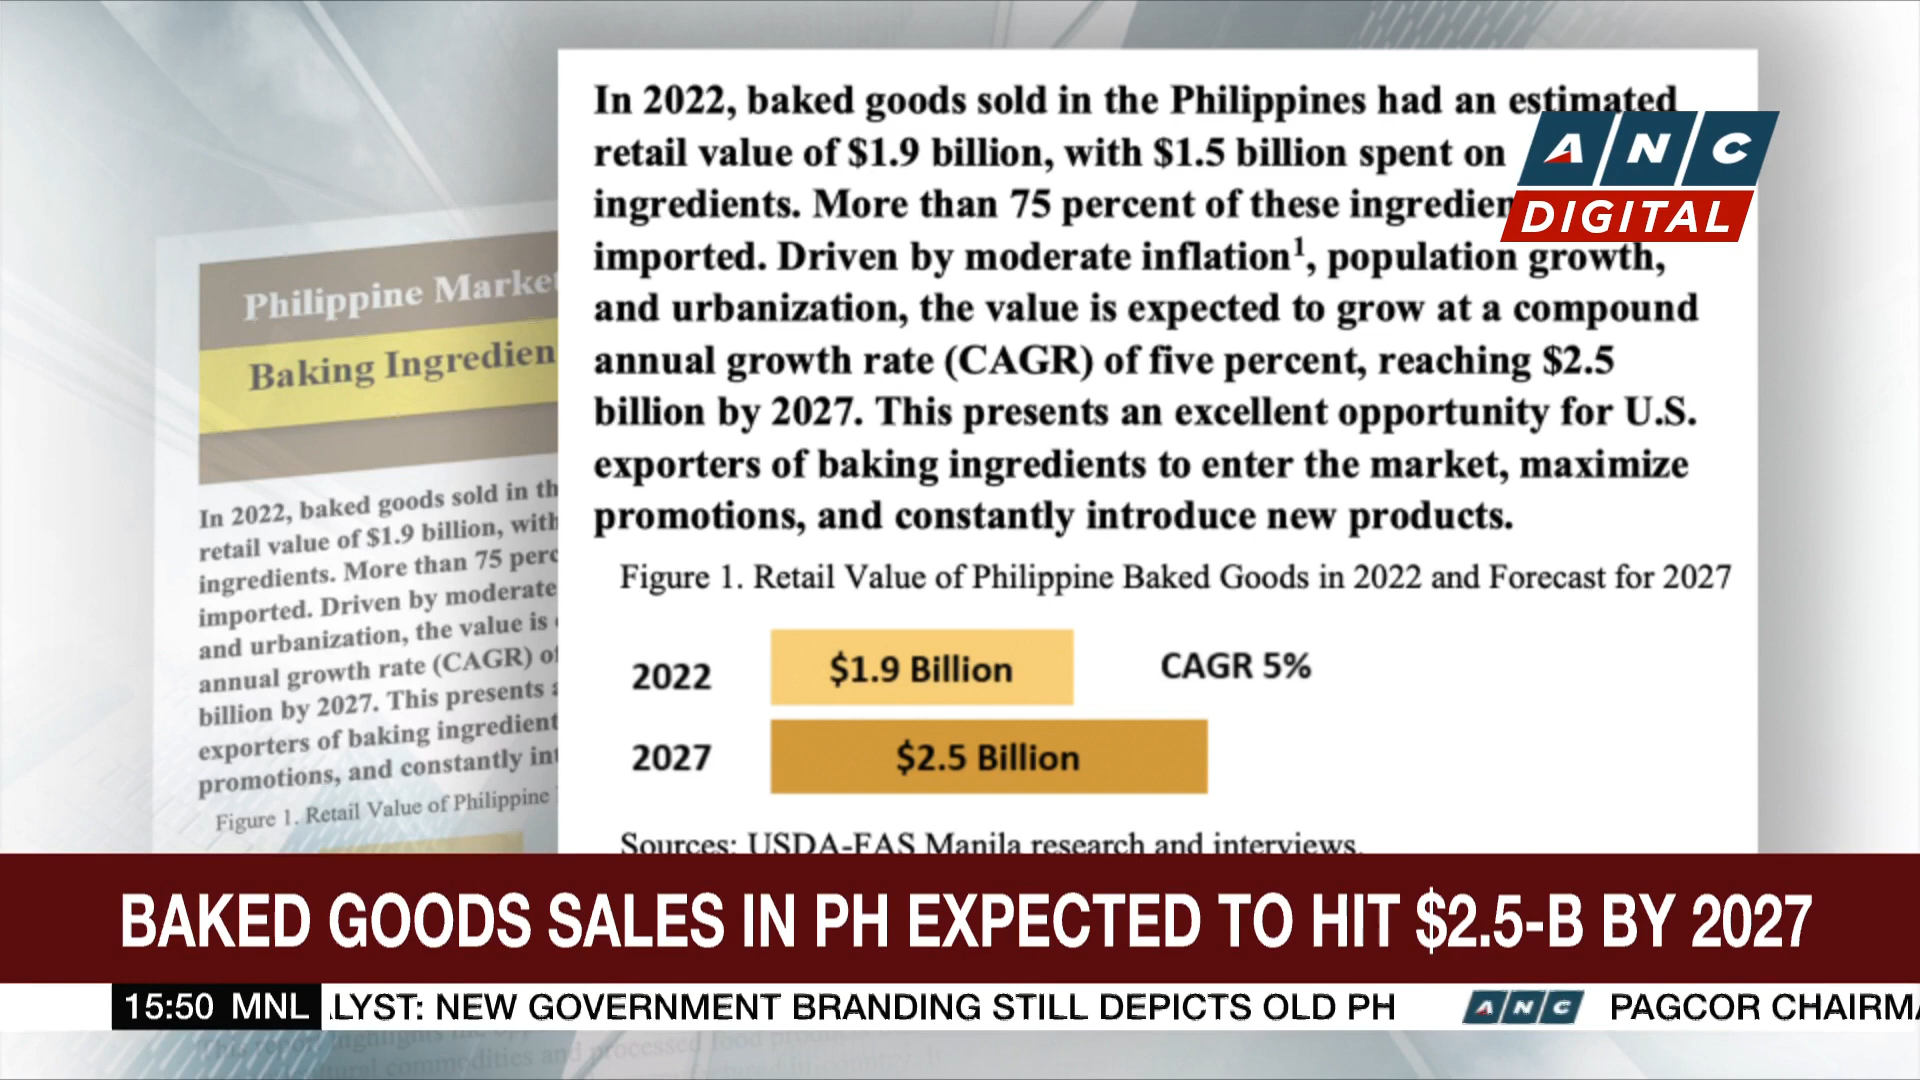 In 2022, baked goods sold in the Philippines had an estimated
retail value of $1.9 billion, with $1.5 billion spent on
ingredients. More than 75 percent of these
imported. Driven by moderate inflation¹, population growth,
and urbanization, the value is expected to grow at a compound
annual growth rate (CAGR) of five percent, reaching $2.5
billion by 2027. This presents an excellent opportunity for U.S.
exporters of baking ingredients to enter the market, maximize
promotions, and constantly introduce new products.
Figure 1. Retail Value of Philippine Baked Goods in 2022 and Forecast for 2027
2022 $1.9 Billion CAGR 5%
2027 $2.5 Billion
Sources: USDA-FAS Manila research and interviews.
ANC
DIGITAL
Philippine Market
Baking Ingredien
In 2022, baked goods sold in th
retail value of $1.9 billion, with
ingredients. More than 75 perc
imported. Driven by moderate
and urbanization, the value is
annual growth rate (CAGR) of
billion by 2027. This presents a
exporters of baking ingredient
promotions, and constantly int
Figure 1. Retail Value of Philippine
BAKED GOODS SALES IN PH EXPECTED TO HIT $2.5-B BY 2027
15:50 MNL LYST: NEW GOVERNMENT BRANDING STILL DEPICTS OLD PH ANC PAGCOR CHAIRMA